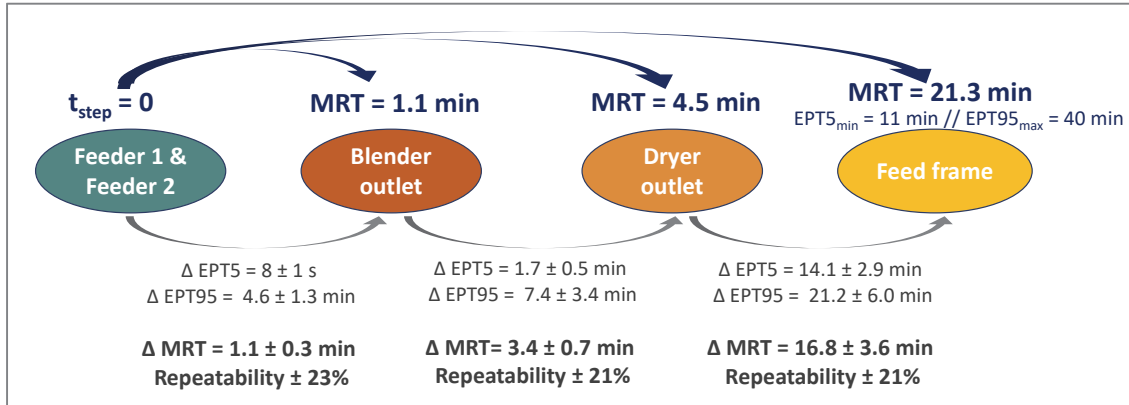 t_step = 0
MRT = 1.1 min
MRT = 4.5 min
MRT = 21.3 min
EPT5_min = 11 min // EPT95_max = 40 min
Feeder 1 &
Feeder 2
Blender
outlet
Dryer
outlet
Feed frame
Δ EPT5 = 8 ± 1 s
Δ EPT95 = 4.6 ± 1.3 min
Δ MRT = 1.1 ± 0.3 min
Repeatability ± 23%
Δ EPT5 = 1.7 ± 0.5 min
Δ EPT95 = 7.4 ± 3.4 min
Δ MRT= 3.4 ± 0.7 min
Repeatability ± 21%
Δ EPT5 = 14.1 ± 2.9 min
Δ EPT95 = 21.2 ± 6.0 min
Δ MRT = 16.8 ± 3.6 min
Repeatability ± 21%